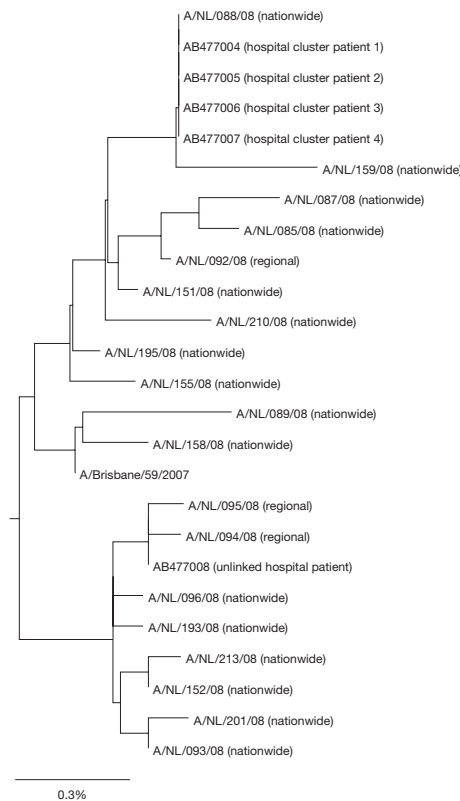 A/NL/088/08 (nationwide)
AB477004 (hospital cluster patient 1)
AB477005 (hospital cluster patient 2)
AB477006 (hospital cluster patient 3)
AB477007 (hospital cluster patient 4)
A/NL/159/08 (nationwide)
A/NL/087/08 (nationwide)
A/NL/085/08 (nationwide)
A/NL/092/08 (regional)
A/NL/151/08 (nationwide)
A/NL/210/08 (nationwide)
A/NL/195/08 (nationwide)
A/NL/155/08 (nationwide)
A/NL/089/08 (nationwide)
A/NL/158/08 (nationwide)
A/Brisbane/59/2007
A/NL/095/08 (regional)
A/NL/094/08 (regional)
AB477008 (unlinked hospital patient)
A/NL/096/08 (nationwide)
A/NL/193/08 (nationwide)
A/NL/213/08 (nationwide)
A/NL/152/08 (nationwide)
A/NL/201/08 (nationwide)
A/NL/093/08 (nationwide)
0.3%